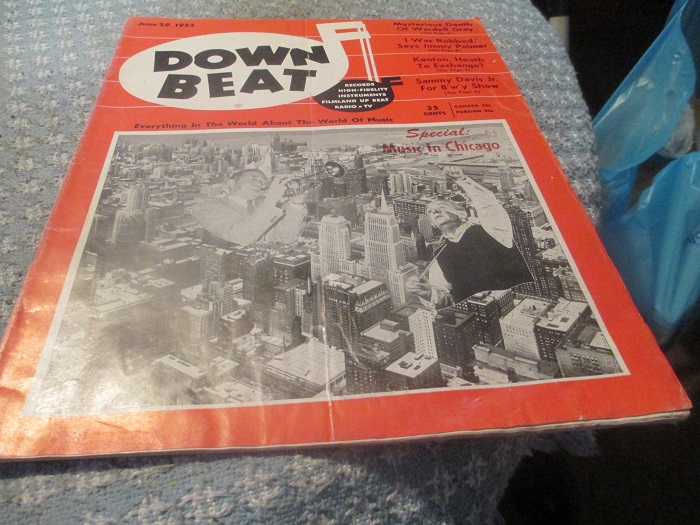 June 29, 1955
DOWN
BEAT
RECORDS
HIGH-FIDELITY
INSTRUMENTS
FILMLAND UP BEAT
RADIO • TV
Mysterious Death
Of Wardell Gray
'I Was Robbed,'
Says Jimmy Palmer
Kenton, Heath
To Exchange?
Sammy Davis Jr.
For B'w'y Show
35
CENTS
CANADA
FOREIGN
Everything In The World About The World Of Music
Special:
Music In Chicago